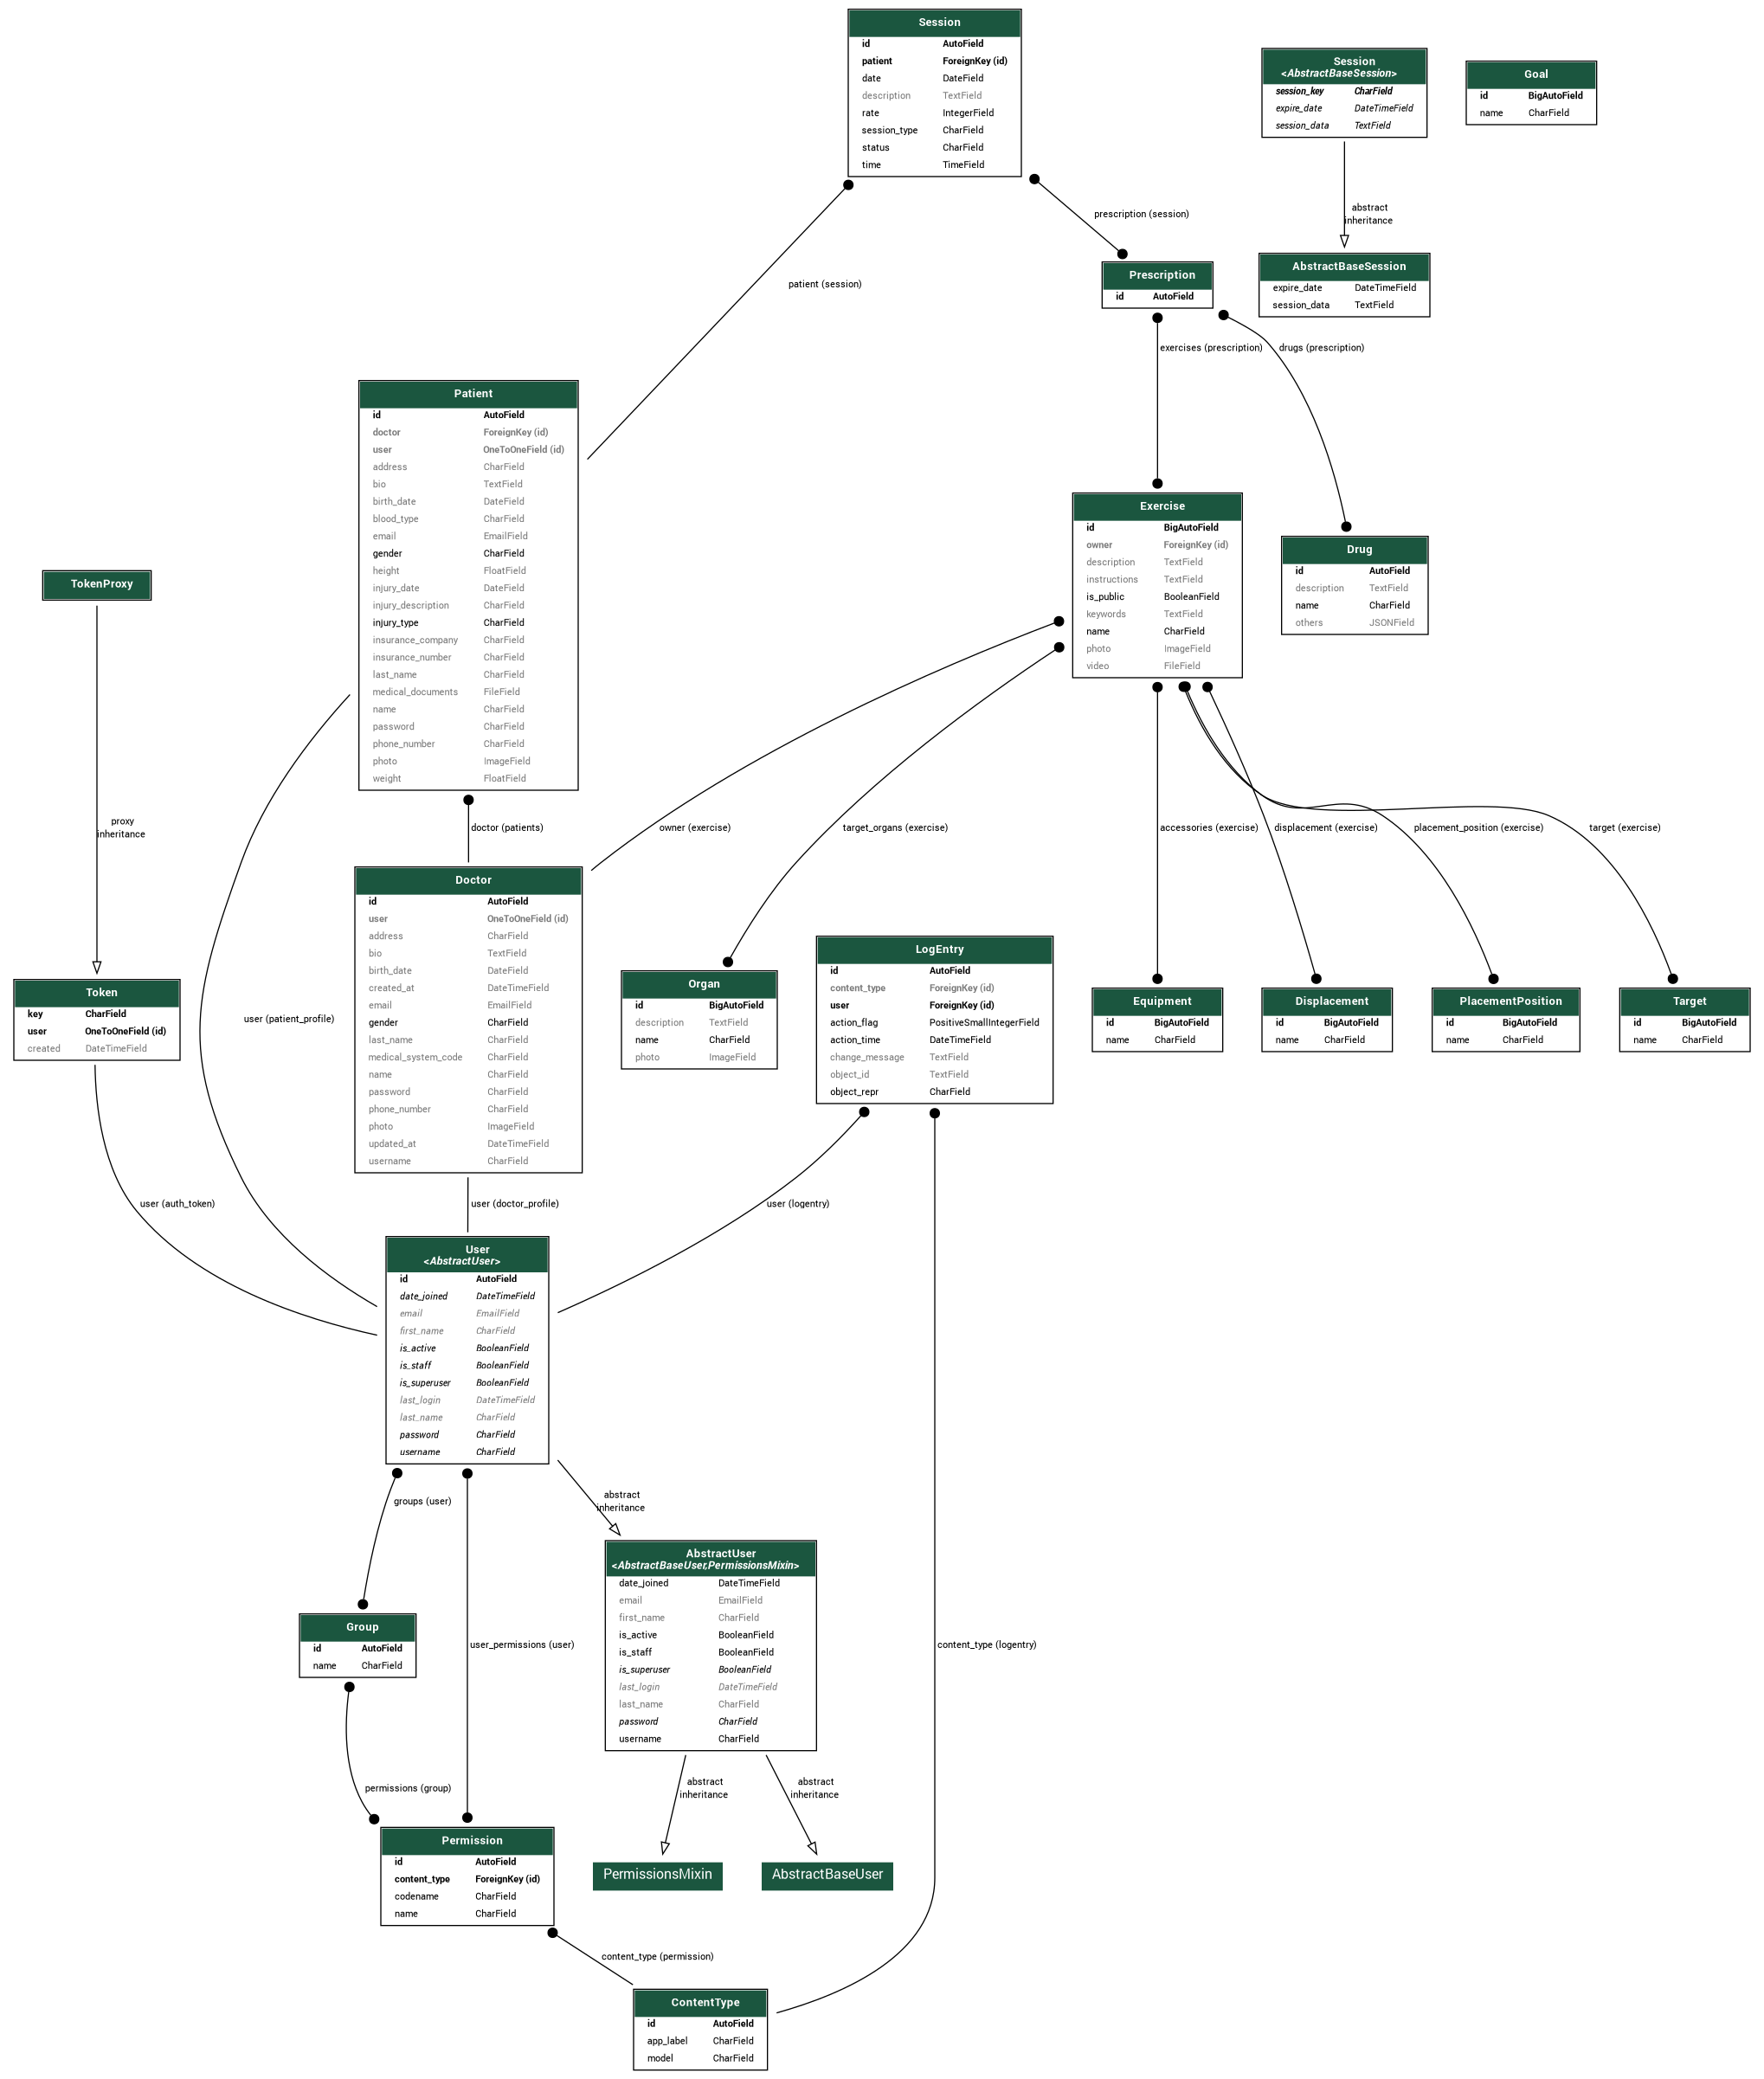 Session
id AutoField
patient ForeignKey (id)
date DateField
description TextField
rate IntegerField
session_type CharField
status CharField
time TimeField
Session
<AbstractBaseSession>
session_key CharField
expire_date DateTimeField
session_data TextField
Goal
id BigAutoField
name CharField
prescription (session)
abstract
inheritance
patient (session)
Prescription
id AutoField
AbstractBaseSession
expire_date DateTimeField
session_data TextField
exercises (prescription)
drugs (prescription)
Patient
id AutoField
doctor ForeignKey (id)
user OneToOneField (id)
address CharField
bio TextField
birth_date DateField
blood_type CharField
email EmailField
gender CharField
height FloatField
injury_date DateField
injury_description CharField
injury_type CharField
insurance_company CharField
insurance_number CharField
last_name CharField
medical_documents FileField
name CharField
password CharField
phone_number CharField
photo ImageField
weight FloatField
Exercise
id BigAutoField
owner ForeignKey (id)
description TextField
instructions TextField
is_public BooleanField
keywords TextField
name CharField
photo ImageField
video FileField
Drug
id AutoField
description TextField
name CharField
others JSONField
TokenProxy
proxy
inheritance
doctor (patients)
owner (exercise)
target_organs (exercise)
accessories (exercise)
displacement (exercise)
placement_position (exercise)
target (exercise)
Doctor
id AutoField
user OneToOneField (id)
address CharField
bio TextField
birth_date DateField
created_at DateTimeField
email EmailField
gender CharField
last_name CharField
medical_system_code CharField
name CharField
password CharField
phone_number CharField
photo ImageField
updated_at DateTimeField
username CharField
Token
key CharField
user OneToOneField (id)
created DateTimeField
user (patient_profile)
Organ
id BigAutoField
description TextField
name CharField
photo ImageField
LogEntry
id AutoField
content_type ForeignKey (id)
user ForeignKey (id)
action_flag PositiveSmallIntegerField
action_time DateTimeField
change_message TextField
object_id TextField
object_repr CharField
Equipment
id BigAutoField
name CharField
Displacement
id BigAutoField
name CharField
PlacementPosition
id BigAutoField
name CharField
Target
id BigAutoField
name CharField
user (auth_token)
user (doctor_profile)
user (logentry)
User
<AbstractUser>
id AutoField
date_joined DateTimeField
email EmailField
first_name CharField
is_active BooleanField
is_staff BooleanField
is_superuser BooleanField
last_login DateTimeField
last_name CharField
password CharField
username CharField
groups (user)
abstract
inheritance
AbstractUser
<AbstractBaseUser,PermissionsMixin>
date_joined DateTimeField
email EmailField
first_name CharField
is_active BooleanField
is_staff BooleanField
is_superuser BooleanField
last_login DateTimeField
last_name CharField
password CharField
username CharField
Group
id AutoField
name CharField
user_permissions (user)
content_type (logentry)
permissions (group)
abstract
inheritance
abstract
inheritance
Permission
id AutoField
content_type ForeignKey (id)
codename CharField
name CharField
PermissionsMixin
AbstractBaseUser
content_type (permission)
ContentType
id AutoField
app_label CharField
model CharField